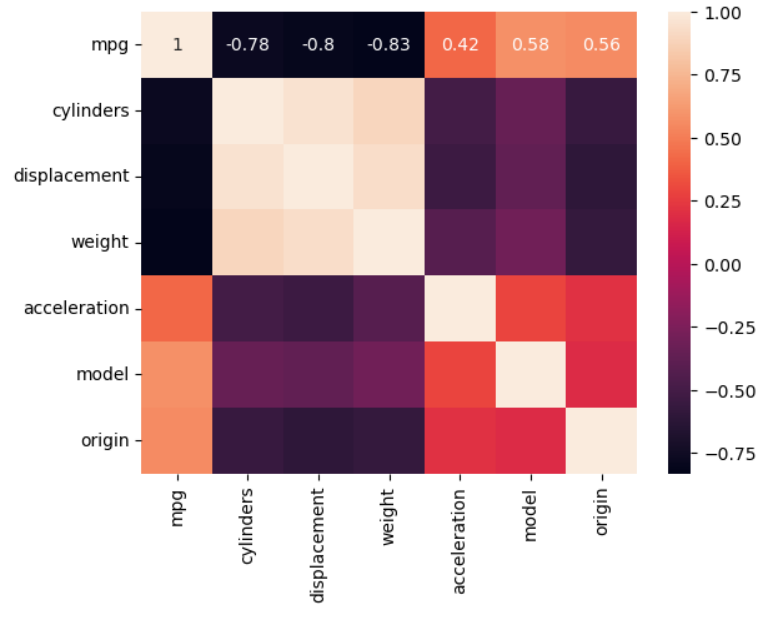 mpg 1 -0.78 -0.8 -0.83 0.42 0.58 0.56
cylinders
displacement
weight
acceleration
model
origin
mpg cylinders displacement weight acceleration model origin
1.00
0.75
0.50
0.25
0.00
−0.25
−0.50
−0.75